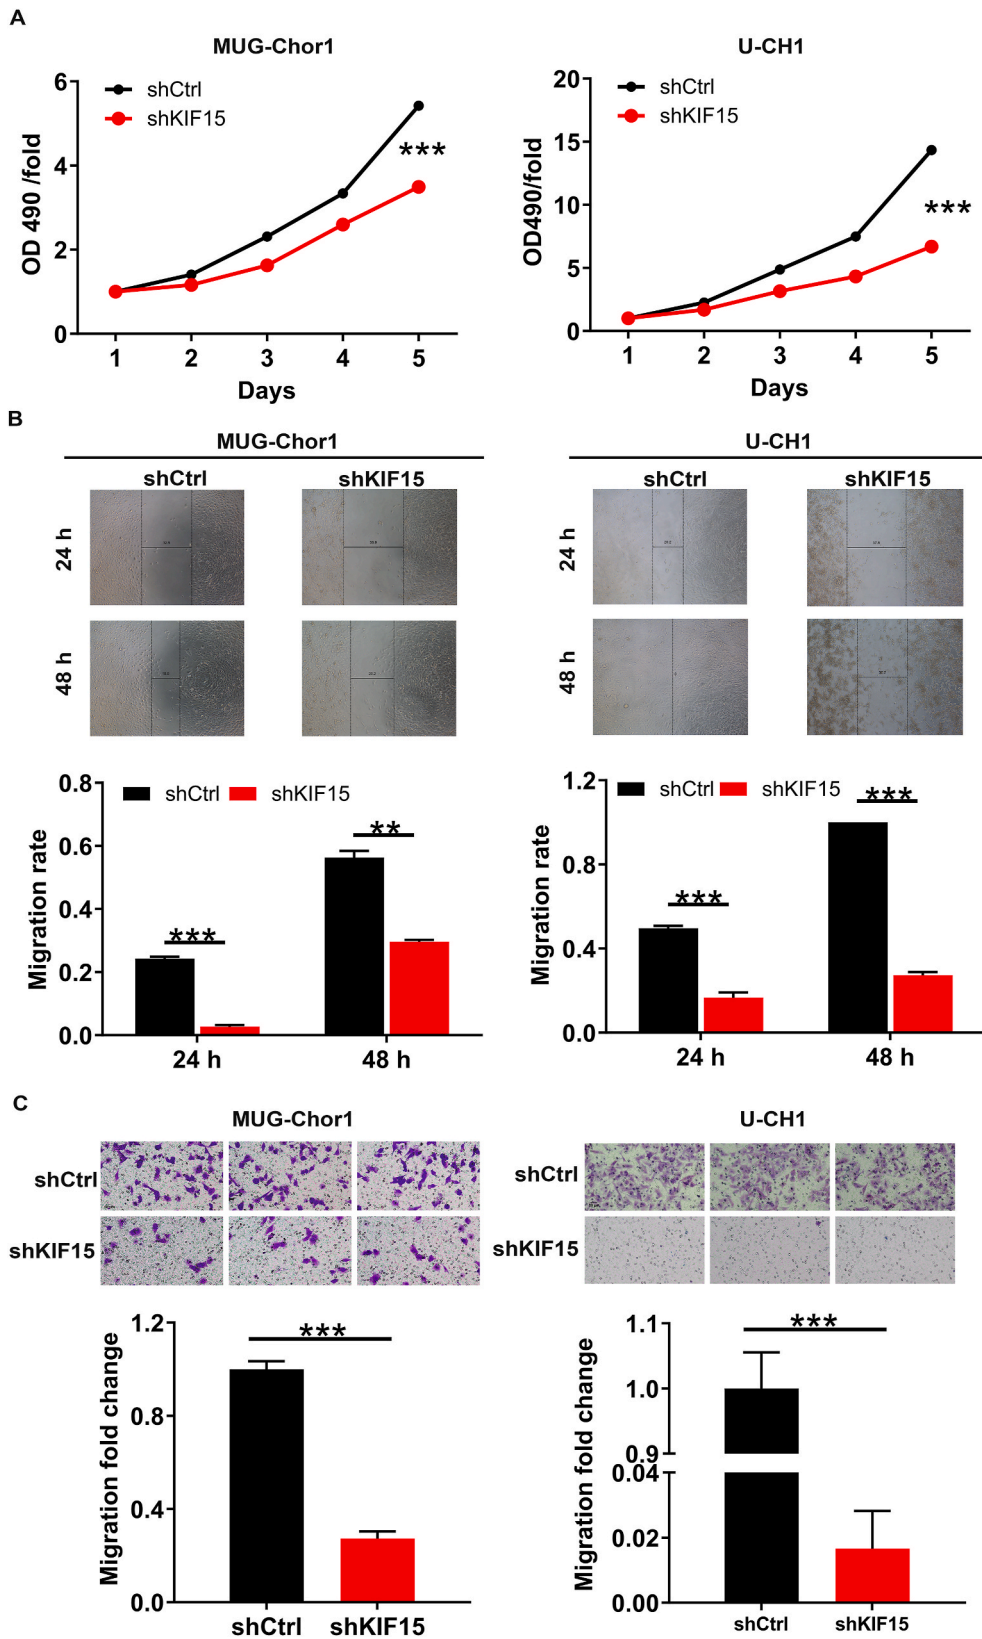 A
MUG-Chor1
U-CH1
shCtrl
shKIF15
OD 490 /fold
6
4
2
0
1 2 3 4 5
Days
***
shCtrl
shKIF15
OD490/fold
20
15
10
5
0
1 2 3 4 5
Days
***
B
MUG-Chor1
U-CH1
shCtrl shKIF15
shCtrl shKIF15
24 h
48 h
24 h
48 h
shCtrl shKIF15
Migration rate
0.8
0.6
0.4
0.2
0.0
***
**
24 h 48 h
shCtrl shKIF15
Migration rate
1.2
0.8
0.4
0.0
***
***
24 h 48 h
C
MUG-Chor1
U-CH1
shCtrl
shKIF15
shCtrl
shKIF15
Migration fold change
1.2
0.8
0.4
0.0
***
shCtrl shKIF15
Migration fold change
1.1
1.0
0.9
0.04
0.02
0.00
***
shCtrl shKIF15